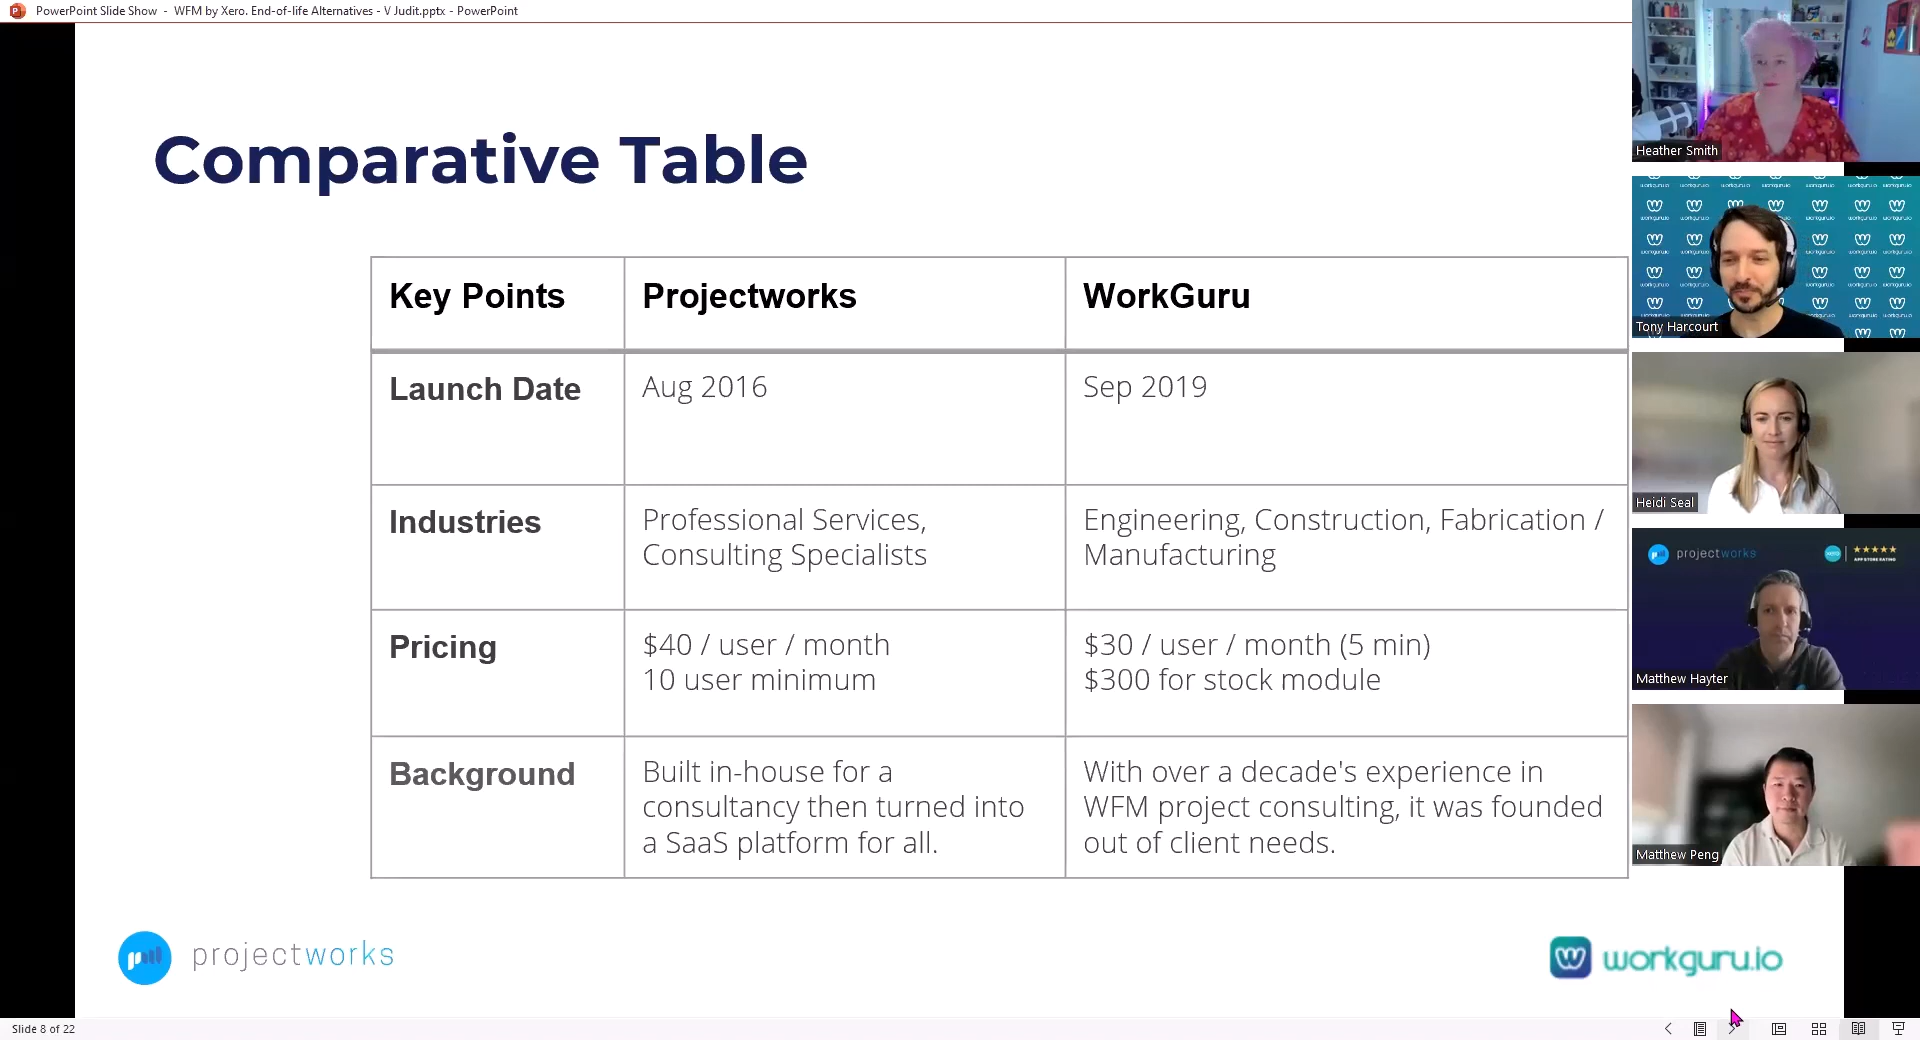 PowerPoint Slide Show - WFM by Xero. End-of-life Alternatives - V Judit.pptx - PowerPoint
Comparative Table
Key Points
Projectworks
WorkGuru
Launch Date
Aug 2016
Sep 2019
Industries
Professional Services,
Consulting Specialists
Engineering, Construction, Fabrication /
Manufacturing
Pricing
$40 / user / month
10 user minimum
$30 / user / month (5 min)
$300 for stock module
Background
Built in-house for a
consultancy then turned into
a SaaS platform for all.
With over a decade's experience in
WFM project consulting, it was founded
out of client needs.
projectworks
workguru.io
Heather Smith
Tony Harcourt
Heidi Seal
projectworks
xero
APP STORE RATING
Matthew Hayter
Matthew Peng
Slide 8 of 22